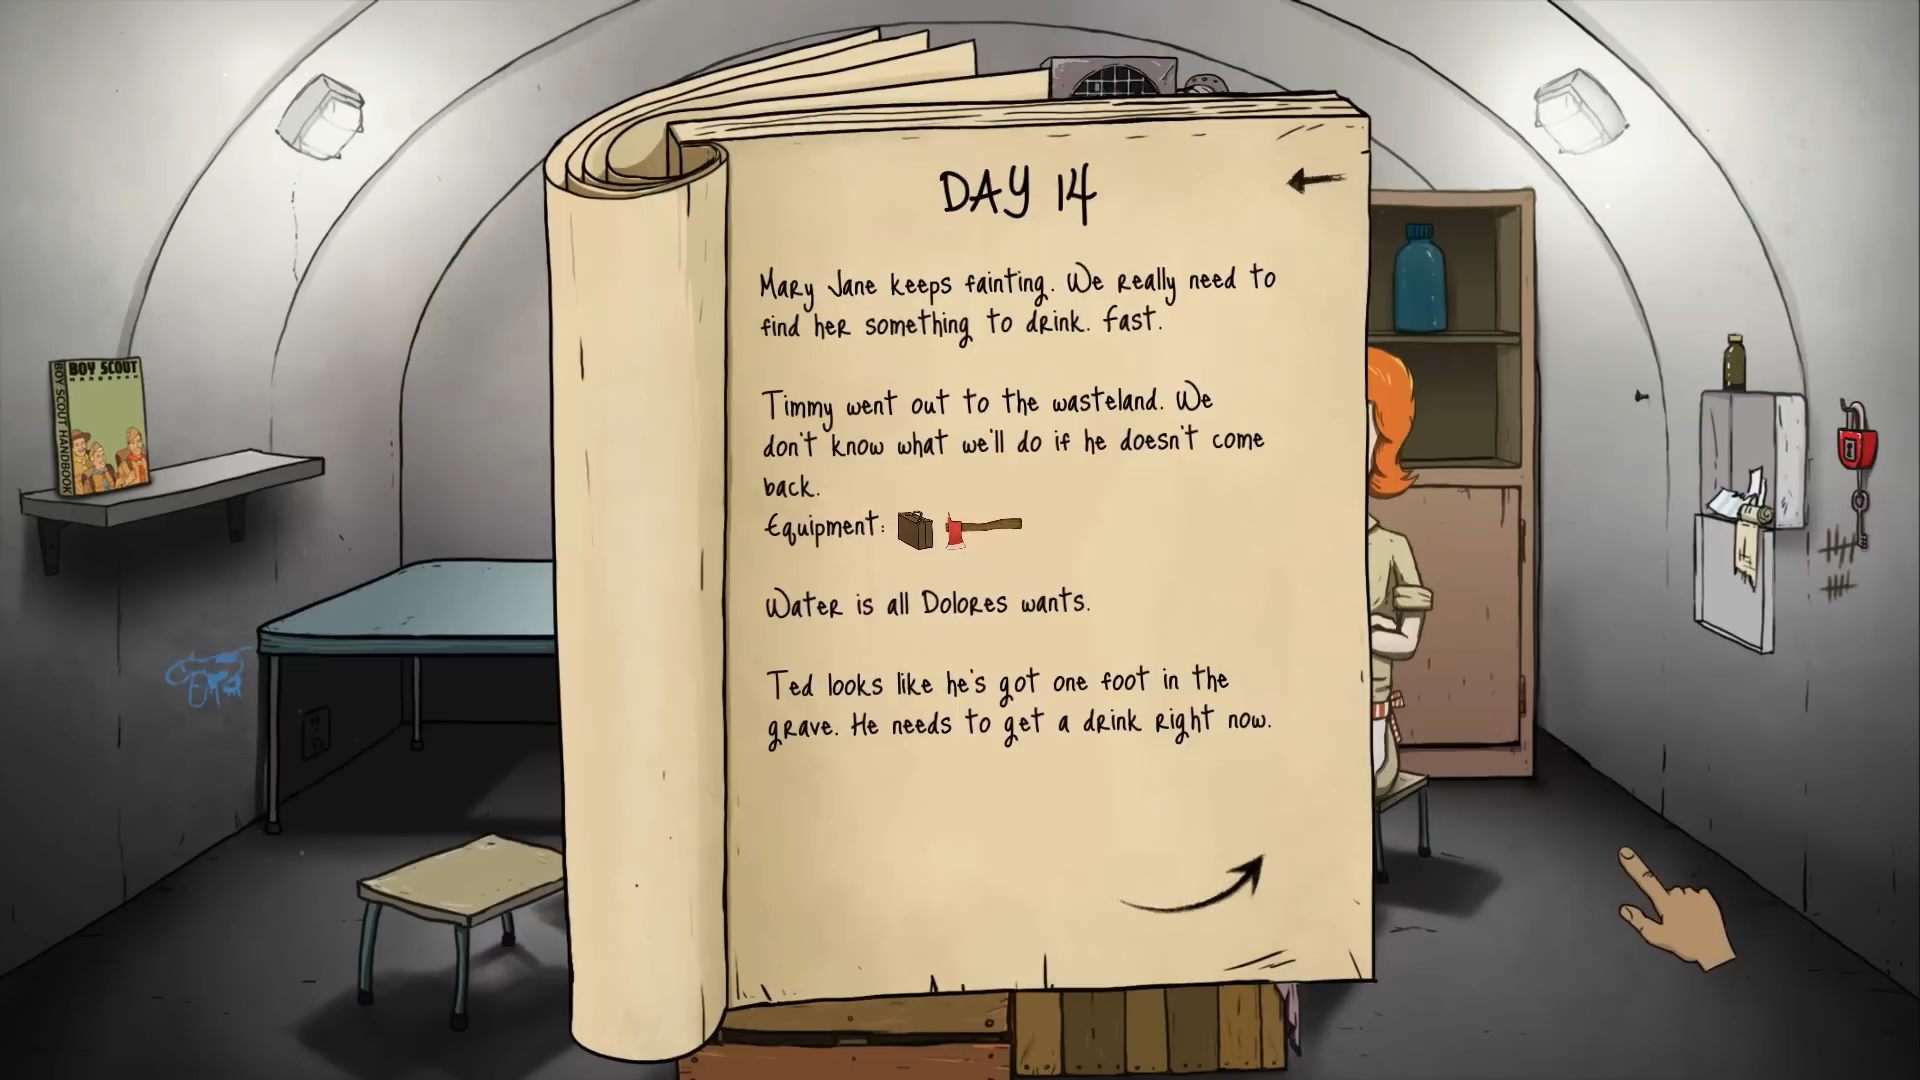 DAY 14
Mary Jane keeps fainting. We really need to
find her something to drink. Fast.
Timmy went out to the wasteland. We
don't know what we'll do if he doesn't come
back.
Equipment:
Water is all Dolores wants.
Ted looks like he's got one foot in the
grave. He needs to get a drink right now.
BOY SCOUT
HANDBOOK
BOY SCOUT HANDBOOK